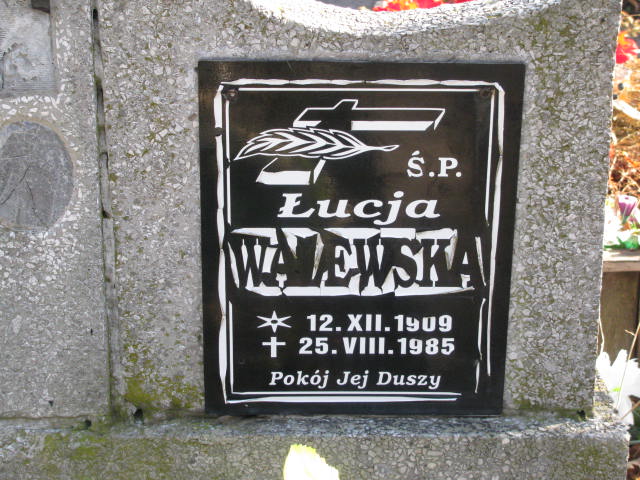 Ś.P.
Łucja
WALEWSKA
12.XII.1909
25.VIII.1985
Pokój Jej Duszy